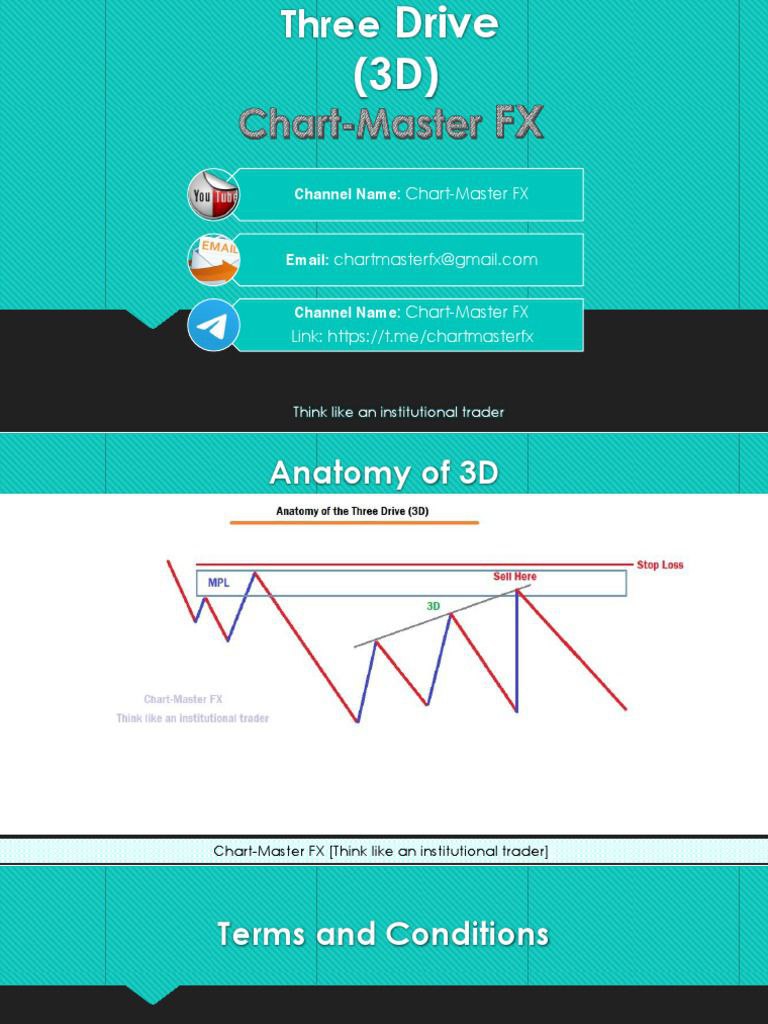 Three Drive
(3D)
Chart-Master FX
You Tube
Channel Name: Chart-Master FX
EMAIL
Email: chartmasterfx@gmail.com
Channel Name: Chart-Master FX
Link: https://t.me/chartmasterfx
Think like an institutional trader
Anatomy of 3D
Anatomy of the Three Drive (3D)
Stop Loss
MPL
Sell Here
3D
Chart-Master FX
Think like an institutional trader
Chart-Master FX [Think like an institutional trader]
Terms and Conditions